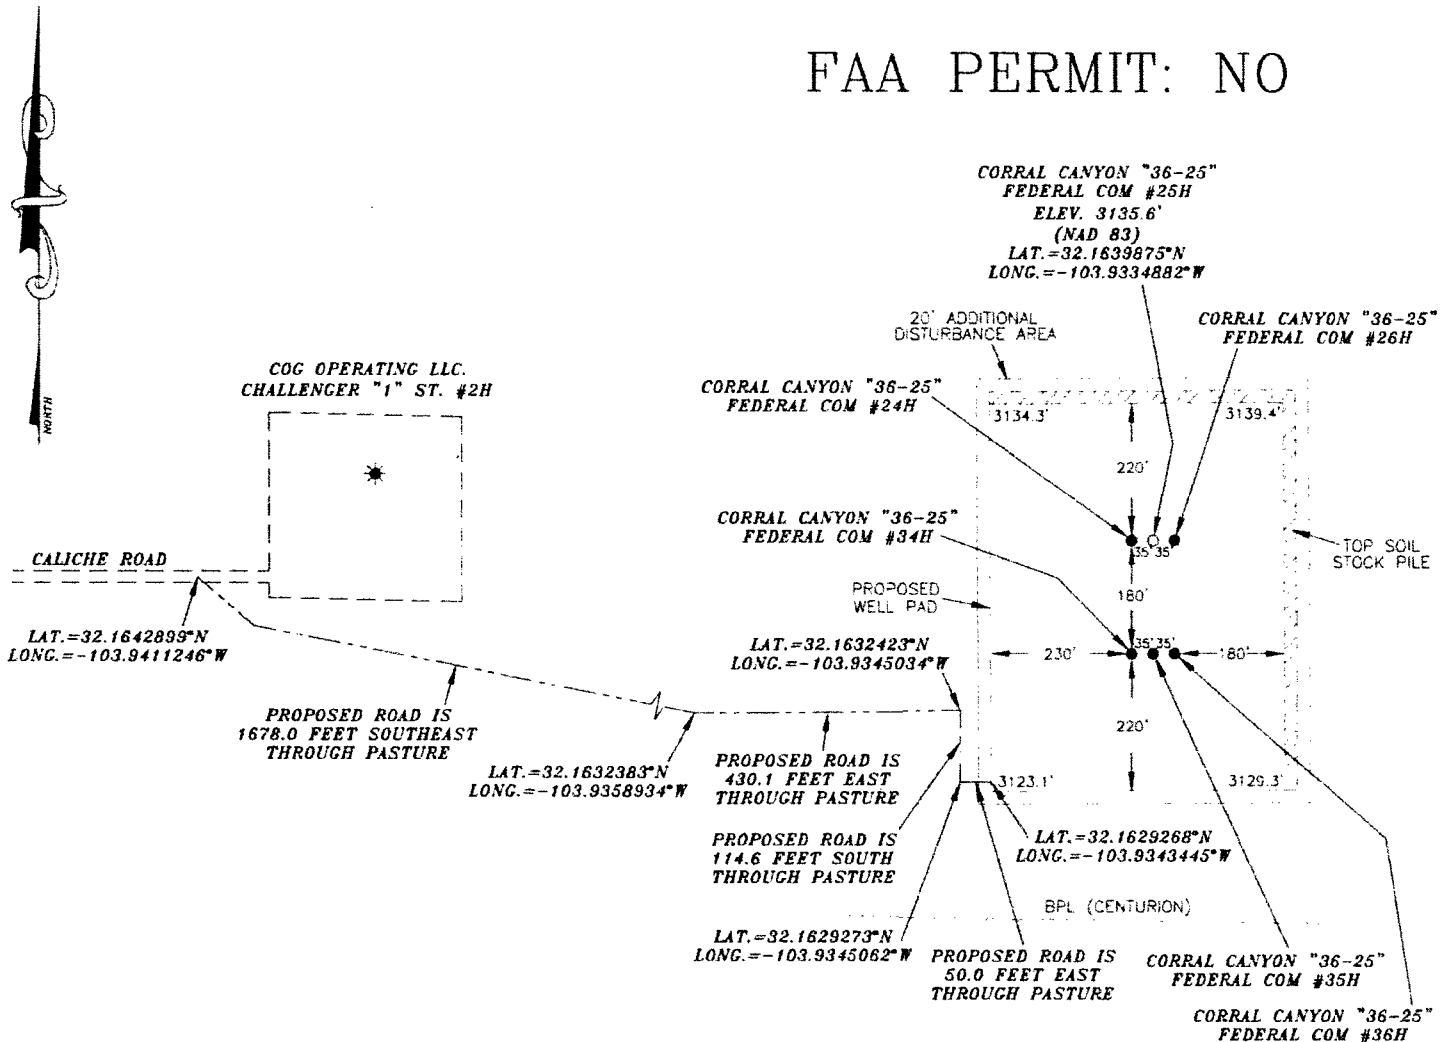 FAA PERMIT: NO
NORTH
CORRAL CANYON "36-25"
FEDERAL COM #25H
ELEV. 3135.6'
(NAD 83)
LAT.=32.1639875°N
LONG.=-103.9334882°W
20' ADDITIONAL
DISTURBANCE AREA
CORRAL CANYON "36-25"
FEDERAL COM #26H
COG OPERATING LLC.
CHALLENGER "1" ST. #2H
CORRAL CANYON "36-25"
FEDERAL COM #24H
3134.3'
3139.4'
220'
CORRAL CANYON "36-25"
FEDERAL COM #34H
35' 35'
TOP SOIL
STOCK PILE
CALICHE ROAD
PROPOSED
WELL PAD
180'
LAT.=32.1642899°N
LONG.=-103.9411246°W
LAT.=32.1632423°N
LONG.=-103.9345034°W
35' 35'
230'
180'
PROPOSED ROAD IS
1678.0 FEET SOUTHEAST
THROUGH PASTURE
220'
LAT.=32.1632383°N
LONG.=-103.9358934°W
PROPOSED ROAD IS
430.1 FEET EAST
THROUGH PASTURE
3123.1'
3129.3'
PROPOSED ROAD IS
114.6 FEET SOUTH
THROUGH PASTURE
LAT.=32.1629268°N
LONG.=-103.9343445°W
BPL (CENTURION)
LAT.=32.1629273°N
LONG.=-103.9345062°W
PROPOSED ROAD IS
50.0 FEET EAST
THROUGH PASTURE
CORRAL CANYON "36-25"
FEDERAL COM #35H
CORRAL CANYON "36-25"
FEDERAL COM #36H